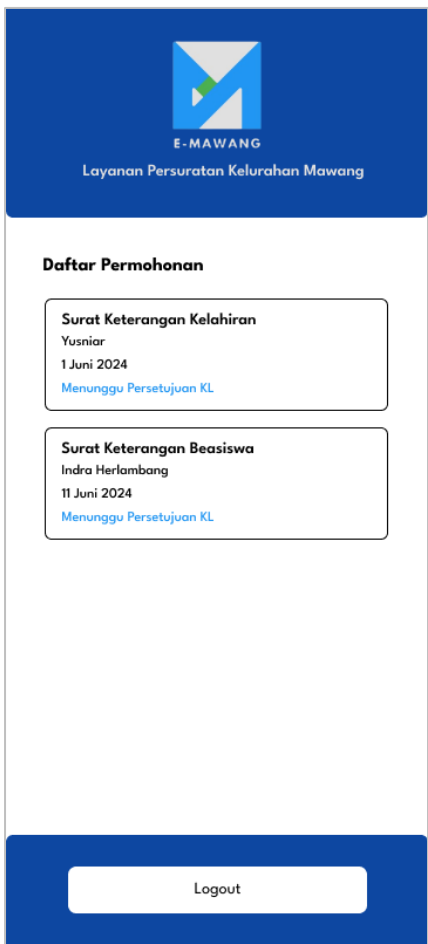 E-MAWANG
Layanan Persuratan Kelurahan Mawang
Daftar Permohonan
Surat Keterangan Kelahiran
Yusniar
1 Juni 2024
Menunggu Persetujuan KL
Surat Keterangan Beasiswa
Indra Herlambang
11 Juni 2024
Menunggu Persetujuan KL
Logout